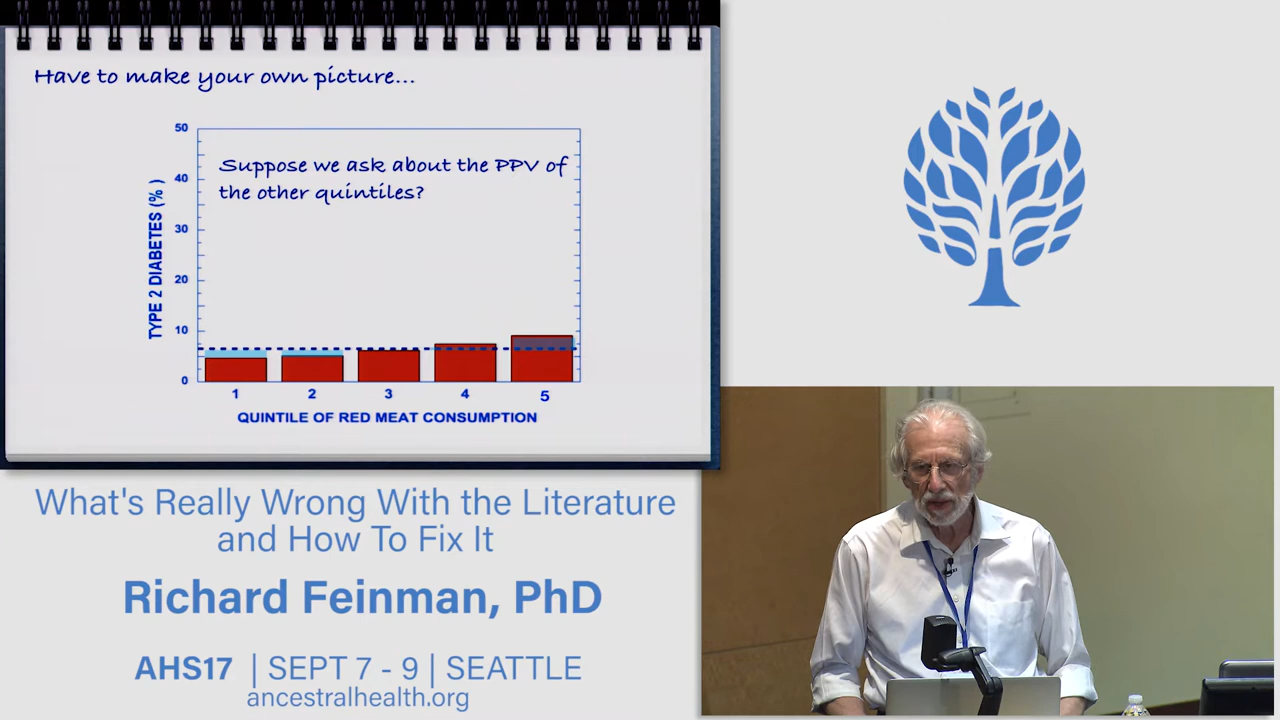 Have to make your own picture...
50
40
30
20
10
0
TYPE 2 DIABETES (% )
Suppose we ask about the PPV of
the other quintiles?
1 2 3 4 5
QUINTILE OF RED MEAT CONSUMPTION
What's Really Wrong With the Literature
and How To Fix It
Richard Feinman, PhD
AHS17 | SEPT 7 - 9 | SEATTLE
ancestralhealth.org